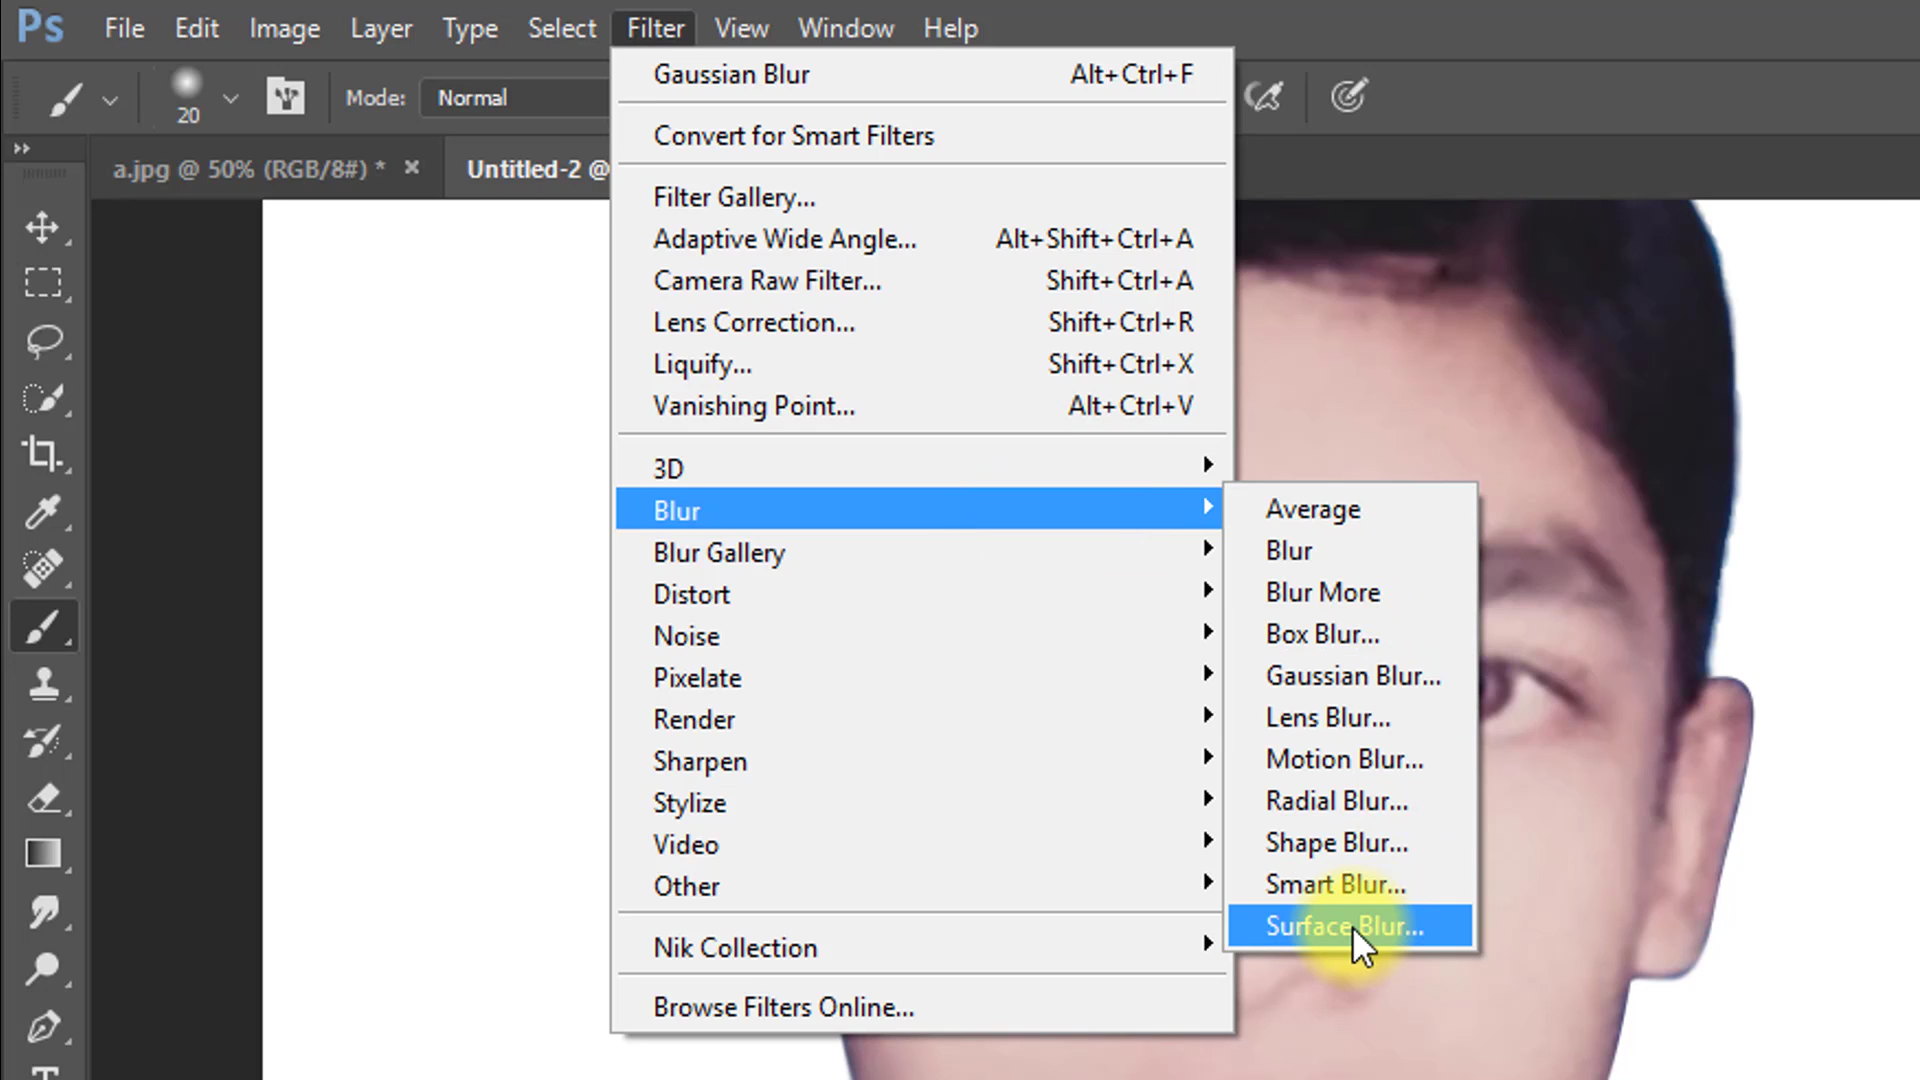 Ps File Edit Image Layer Type Select Filter View Window Help
20 Mode: Normal
a.jpg @ 50% (RGB/8#) * × Untitled-2 @
Gaussian Blur Alt+Ctrl+F
Convert for Smart Filters
Filter Gallery...
Adaptive Wide Angle... Alt+Shift+Ctrl+A
Camera Raw Filter... Shift+Ctrl+A
Lens Correction... Shift+Ctrl+R
Liquify... Shift+Ctrl+X
Vanishing Point... Alt+Ctrl+V
3D
Blur
Blur Gallery
Distort
Noise
Pixelate
Render
Sharpen
Stylize
Video
Other
Nik Collection
Browse Filters Online...
Average
Blur
Blur More
Box Blur...
Gaussian Blur...
Lens Blur...
Motion Blur...
Radial Blur...
Shape Blur...
Smart Blur...
Surface Blur...